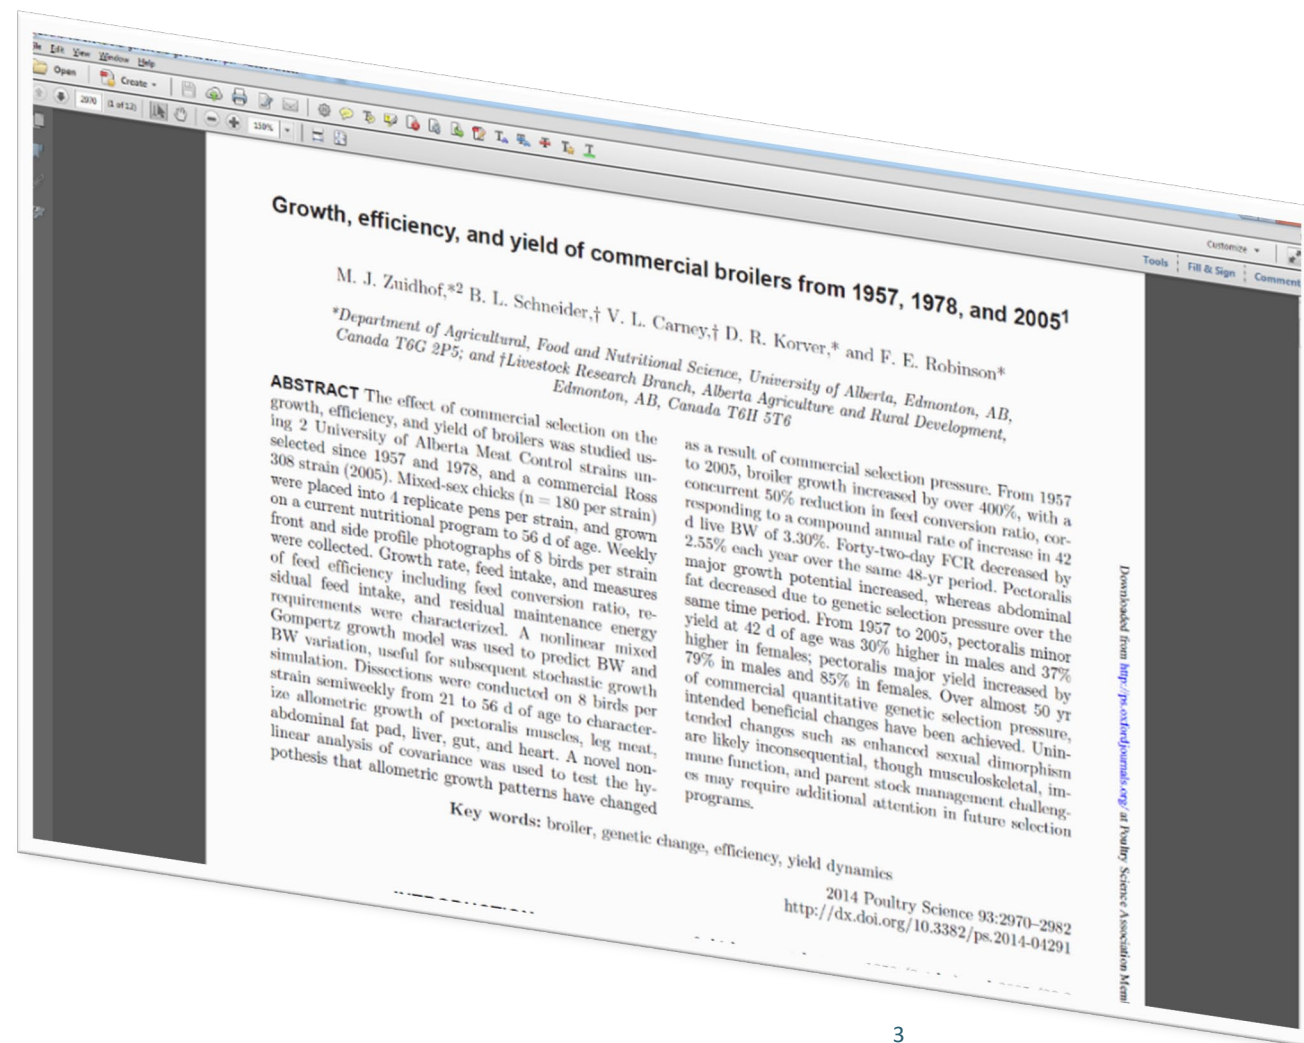 File Edit View Window Help
Open Create
2970 (1 of 12) 159%
Customize
Tools Fill & Sign Comment
Growth, efficiency, and yield of commercial broilers from 1957, 1978, and 2005¹
M. J. Zuidhof,*² B. L. Schneider,† V. L. Carney,† D. R. Korver,* and F. E. Robinson*
*Department of Agricultural, Food and Nutritional Science, University of Alberta, Edmonton, AB,
Canada T6G 2P5; and †Livestock Research Branch, Alberta Agriculture and Rural Development,
Edmonton, AB, Canada T6H 5T6
ABSTRACT The effect of commercial selection on the
growth, efficiency, and yield of broilers was studied us-
ing 2 University of Alberta Meat Control strains un-
selected since 1957 and 1978, and a commercial Ross
308 strain (2005). Mixed-sex chicks (n = 180 per strain)
were placed into 4 replicate pens per strain, and grown
on a current nutritional program to 56 d of age. Weekly
front and side profile photographs of 8 birds per strain
were collected. Growth rate, feed intake, and measures
of feed efficiency including feed conversion ratio, re-
sidual feed intake, and residual maintenance energy
requirements were characterized. A nonlinear mixed
Gompertz growth model was used to predict BW and
BW variation, useful for subsequent stochastic growth
simulation. Dissections were conducted on 8 birds per
strain semiweekly from 21 to 56 d of age to character-
ize allometric growth of pectoralis muscles, leg meat,
abdominal fat pad, liver, gut, and heart. A novel non-
linear analysis of covariance was used to test the hy-
pothesis that allometric growth patterns have changed
as a result of commercial selection pressure. From 1957
to 2005, broiler growth increased by over 400%, with a
concurrent 50% reduction in feed conversion ratio, cor-
responding to a compound annual rate of increase in 42
d live BW of 3.30%. Forty-two-day FCR decreased by
2.55% each year over the same 48-yr period. Pectoralis
major growth potential increased, whereas abdominal
fat decreased due to genetic selection pressure over the
same time period. From 1957 to 2005, pectoralis minor
yield at 42 d of age was 30% higher in males and 37%
higher in females; pectoralis major yield increased by
79% in males and 85% in females. Over almost 50 yr
of commercial quantitative genetic selection pressure,
intended beneficial changes have been achieved. Unin-
tended changes such as enhanced sexual dimorphism
are likely inconsequential, though musculoskeletal, im-
mune function, and parent stock management challeng-
es may require additional attention in future selection
programs.
Key words: broiler, genetic change, efficiency, yield dynamics
2014 Poultry Science 93:2970–2982
http://dx.doi.org/10.3382/ps.2014-04291
Downloaded from http://ps.oxfordjournals.org/ at Poultry Science Association Mem
3